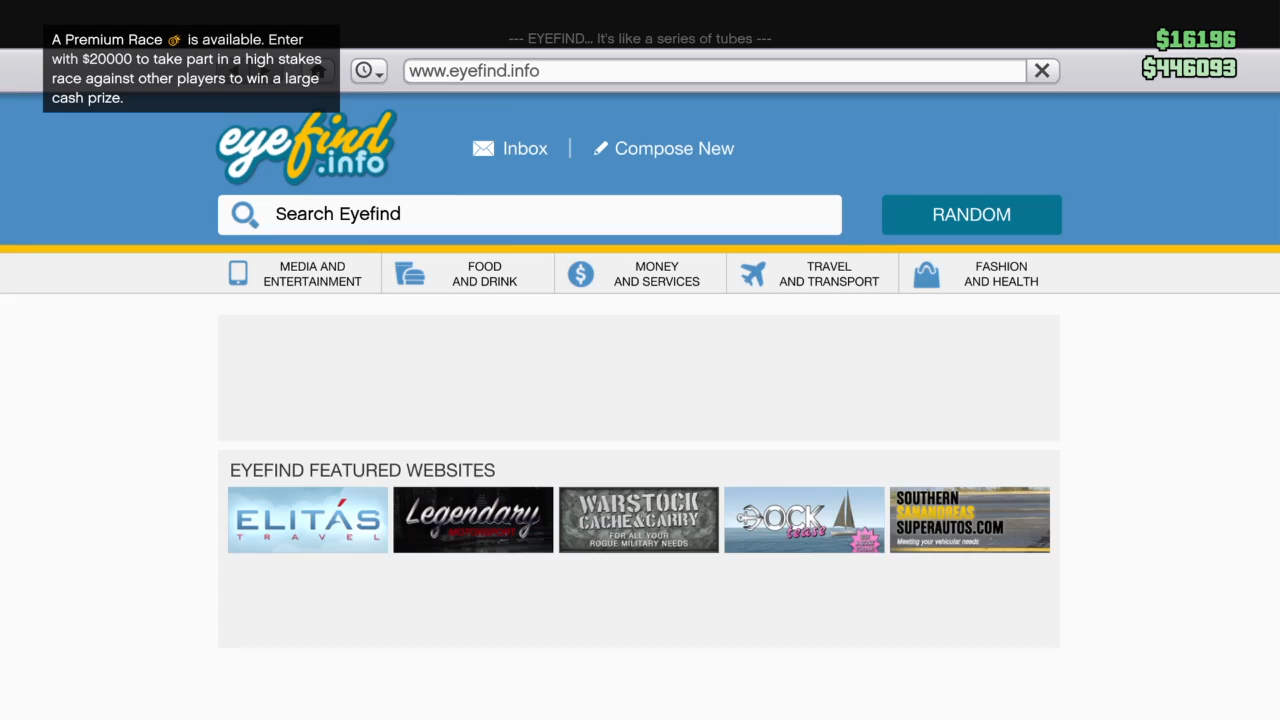 A Premium Race is available. Enter
with $20000 to take part in a high stakes
race against other players to win a large
cash prize.
--- EYEFIND... It's like a series of tubes ---
$16196
$446093
www.eyefind.info
eyefind
.info
Inbox
Compose New
Search Eyefind
RANDOM
MEDIA AND
ENTERTAINMENT
FOOD
AND DRINK
MONEY
AND SERVICES
TRAVEL
AND TRANSPORT
FASHION
AND HEALTH
EYEFIND FEATURED WEBSITES
ELITÁS
TRAVEL
Legendary
MOTORSPORT
WARSTOCK
CACHE&CARRY
FOR ALL YOUR
ROGUE MILITARY NEEDS
DOCK
tease
SOUTHERN
SANANDREAS
SUPERAUTOS.COM
Meeting your vehicular needs